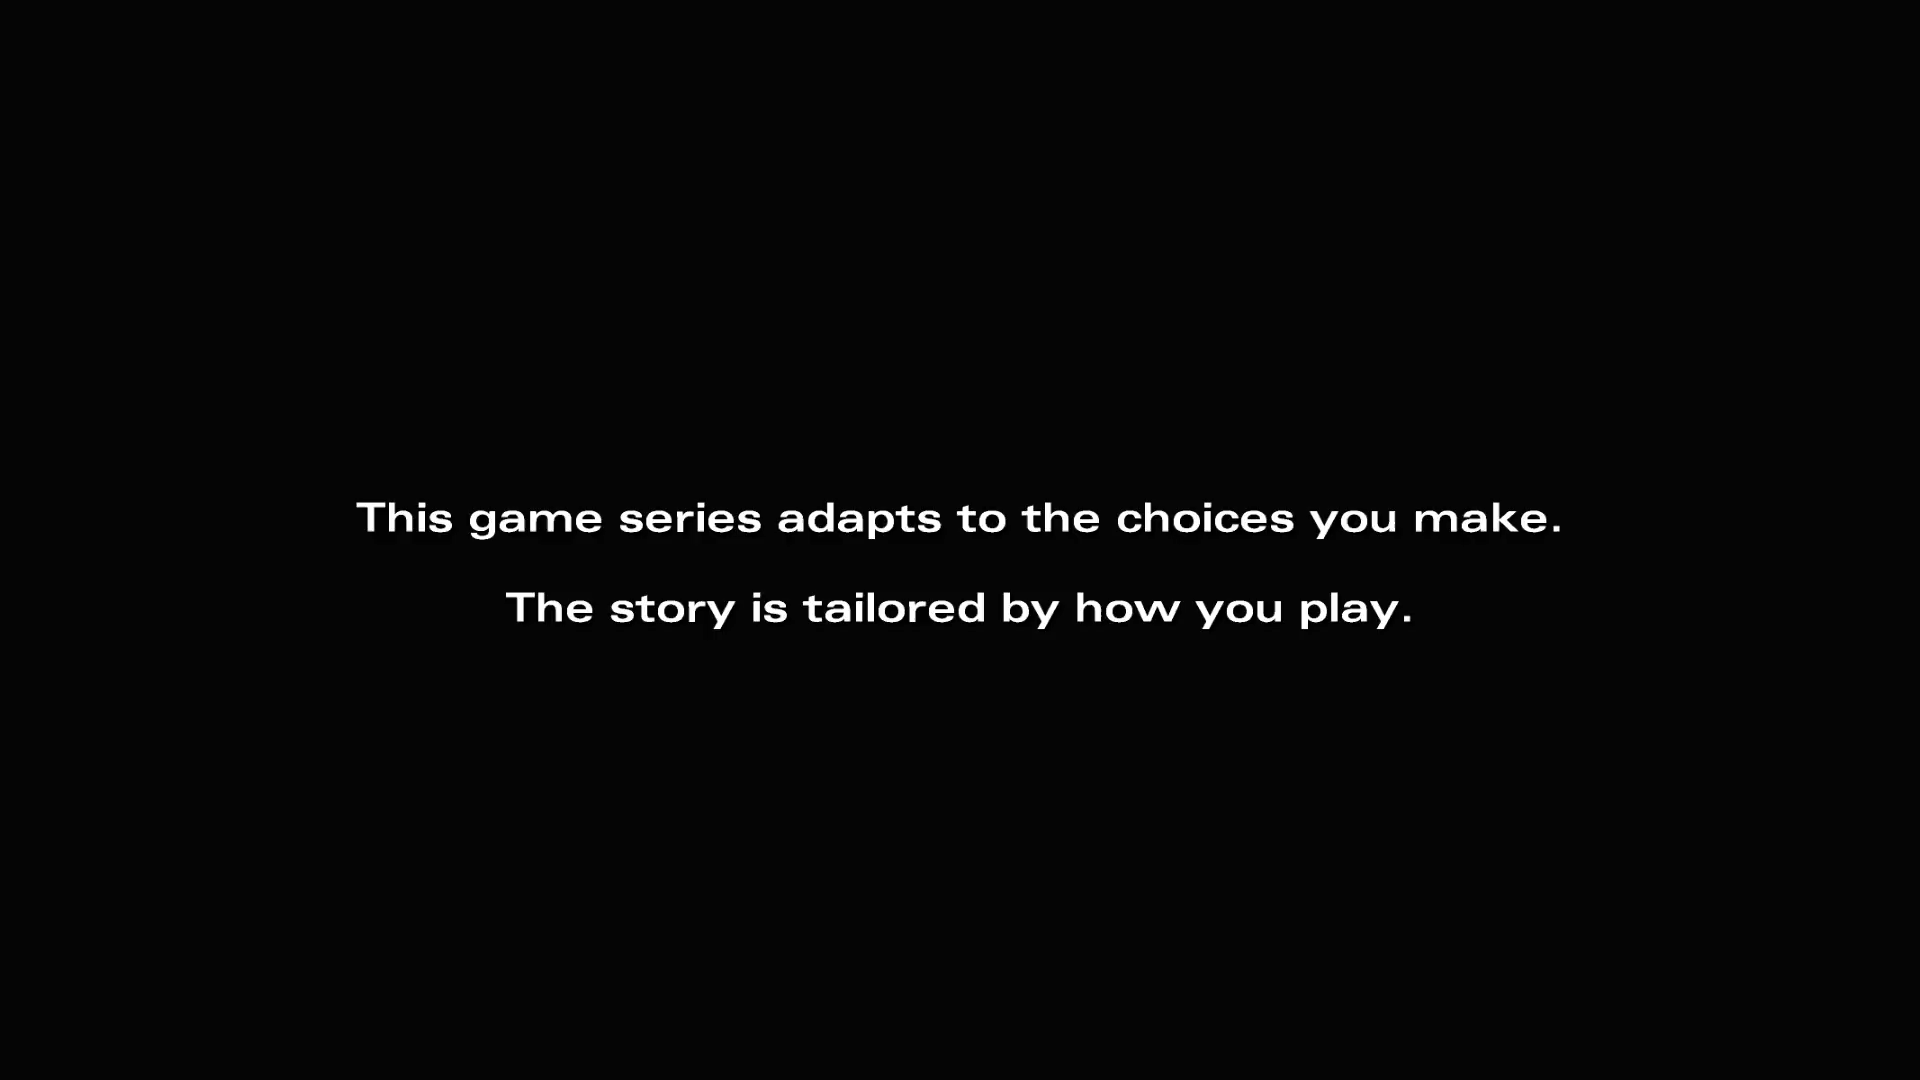 This game series adapts to the choices you make.
The story is tailored by how you play.